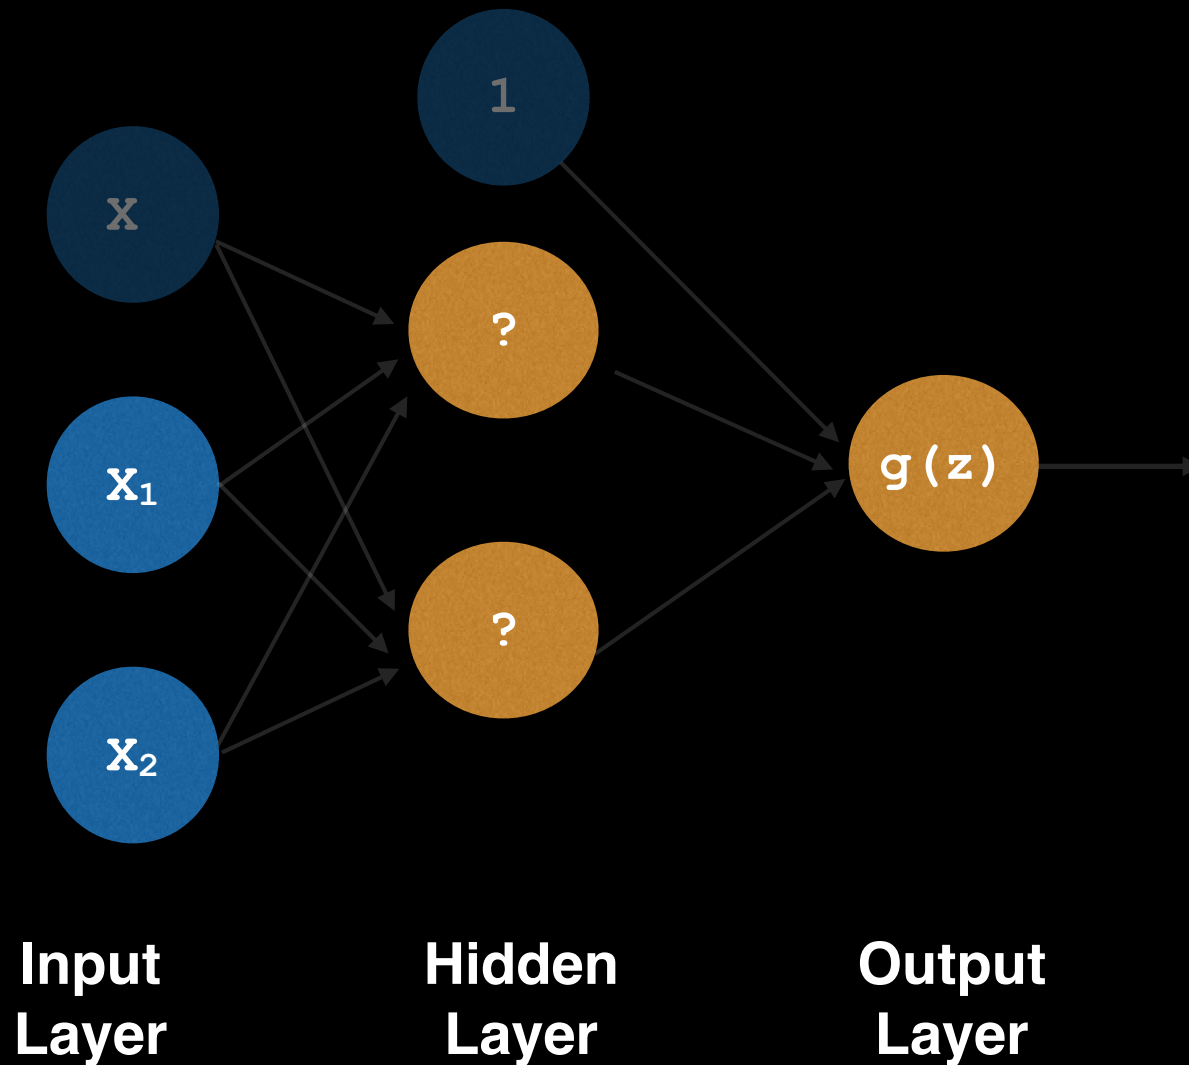 1
x
?
x₁
g(z)
?
x₂
Input
Layer
Hidden
Layer
Output
Layer